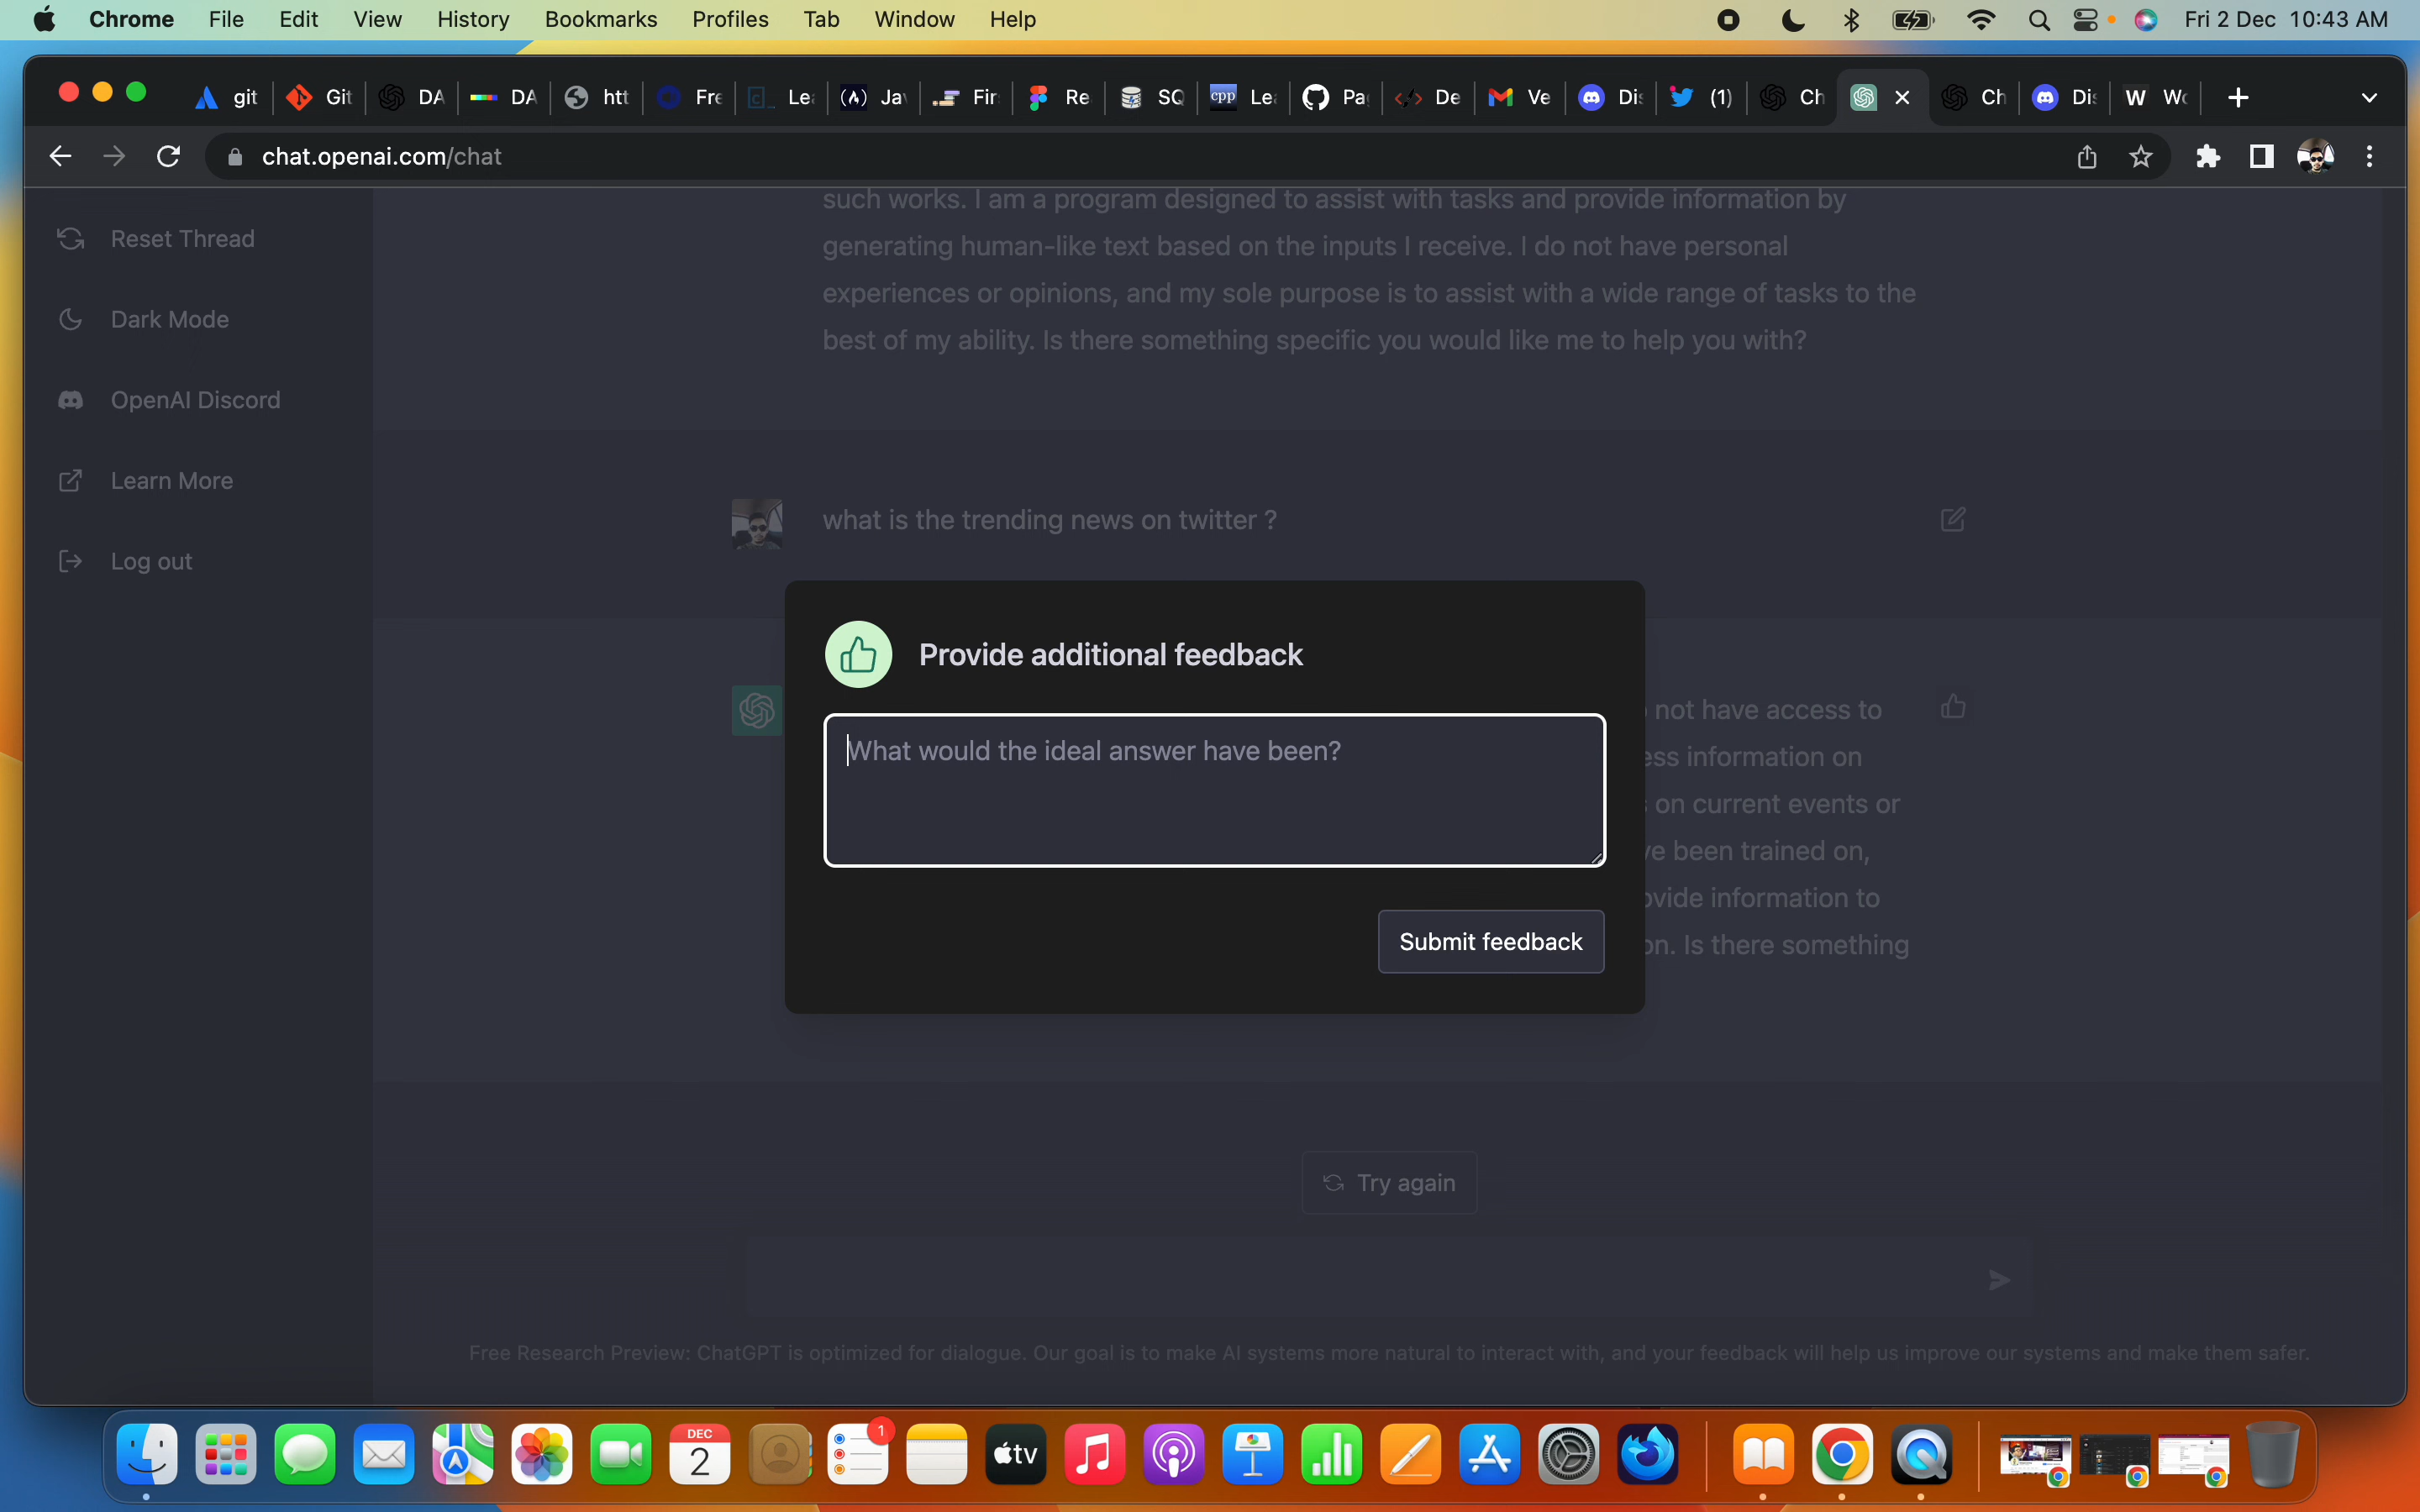 Chrome File Edit View History Bookmarks Profiles Tab Window Help Fri 2 Dec 10:43 AM
git Git DA DA htt Fre Lea Jav Fir Re SQ cpp Lea Pa De Ve Dis (1) Ch Ch Dis W Wo
chat.openai.com/chat
such works. I am a program designed to assist with tasks and provide information by
Reset Thread
generating human-like text based on the inputs I receive. I do not have personal
experiences or opinions, and my sole purpose is to assist with a wide range of tasks to the
Dark Mode
best of my ability. Is there something specific you would like me to help you with?
OpenAI Discord
Learn More
what is the trending news on twitter ?
Log out
Provide additional feedback
not have access to
What would the ideal answer have been?
ess information on
on current events or
ve been trained on,
ovide information to
Submit feedback
on. Is there something
Try again
Free Research Preview: ChatGPT is optimized for dialogue. Our goal is to make AI systems more natural to interact with, and your feedback will help us improve our systems and make them safer.
DEC
2
1
tv